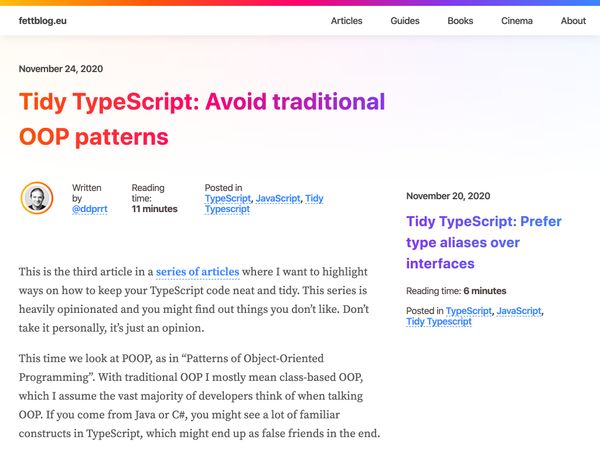 fettblog.eu
Articles
Guides
Books
Cinema
About
November 24, 2020
Tidy TypeScript: Avoid traditional
OOP patterns
Written
by
@ddprrt
Reading
time:
11 minutes
Posted in
TypeScript, JavaScript, Tidy
Typescript
This is the third article in a series of articles where I want to highlight
ways on how to keep your TypeScript code neat and tidy. This series is
heavily opinionated and you might find out things you don’t like. Don’t
take it personally, it’s just an opinion.
This time we look at POOP, as in “Patterns of Object-Oriented
Programming”. With traditional OOP I mostly mean class-based OOP,
which I assume the vast majority of developers think of when talking
OOP. If you come from Java or C#, you might see a lot of familiar
constructs in TypeScript, which might end up as false friends in the end.
November 20, 2020
Tidy TypeScript: Prefer
type aliases over
interfaces
Reading time: 6 minutes
Posted in TypeScript, JavaScript,
Tidy Typescript